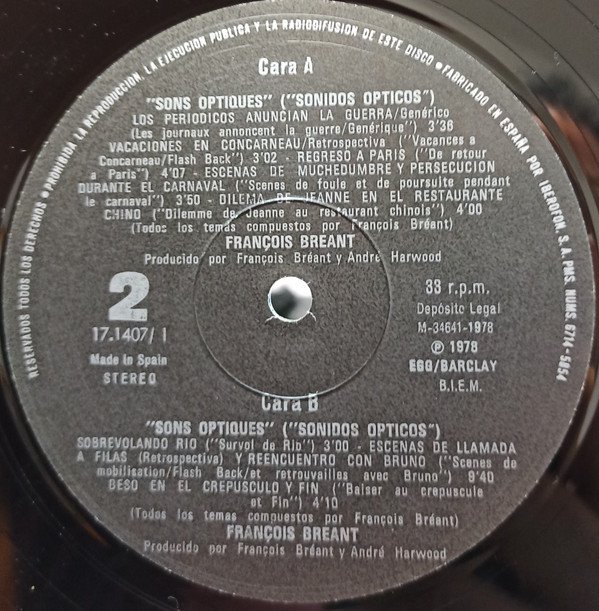 RESERVADOS TODOS LOS DERECHOS ● PROHIBIDA LA REPRODUCCION, LA EJECUCION PUBLICA Y LA RADIODIFUSION DE ESTE DISCO ● FABRICADO EN ESPAÑA POR IBEROFON, S.A. PMS. NUMS. 6714-5854
Cara A
"SONS OPTIQUES" ("SONIDOS OPTICOS")
LOS PERIODICOS ANUNCIAN LA GUERRA/Genérico
(Les journaux annoncent la guerre/Genérique") 3'36
VACACIONES EN CONCARNEAU/Retrospectiva ("Vacances a
Concarneau/Flash Back") 3'02 - REGRESO A PARIS ("De retour
a Paris") 4'07 - ESCENAS DE MUCHEDUMBRE Y PERSECUCION
DURANTE EL CARNAVAL ("Scenes de foule et de poursuite pendant
le carnaval") 3'50 - DILEMA DE JEANNE EN EL RESTAURANTE
CHINO ("Dilemme de Jeanne au restaurant chinois") 4'00
(Todos los temas compuestos por François Bréant)
FRANÇOIS BREANT
Producido por François Bréant y André Harwood
2
17.1407/1
Made in Spain
STEREO
33 r.p.m.
Depósito Legal
M-34641-1978
Ⓟ 1978
EGG/BARCLAY
B.I.E.M.
Cara B
"SONS OPTIQUES" ("SONIDOS OPTICOS")
SOBREVOLANDO RIO ("Survol de Rio") 3'00 - ESCENAS DE LLAMADA
A FILAS (Retrospectiva) Y REENCUENTRO CON BRUNO ("Scenes de
mobilisation/Flash Back/et retrouvailles avec Bruno") 9'40
BESO EN EL CREPUSCULO Y FIN ("Baiser au crepuscule
et Fin") 4'10
(Todos los temas compuestos por François Bréant)
FRANÇOIS BREANT
Producido por François Bréant y André Harwood